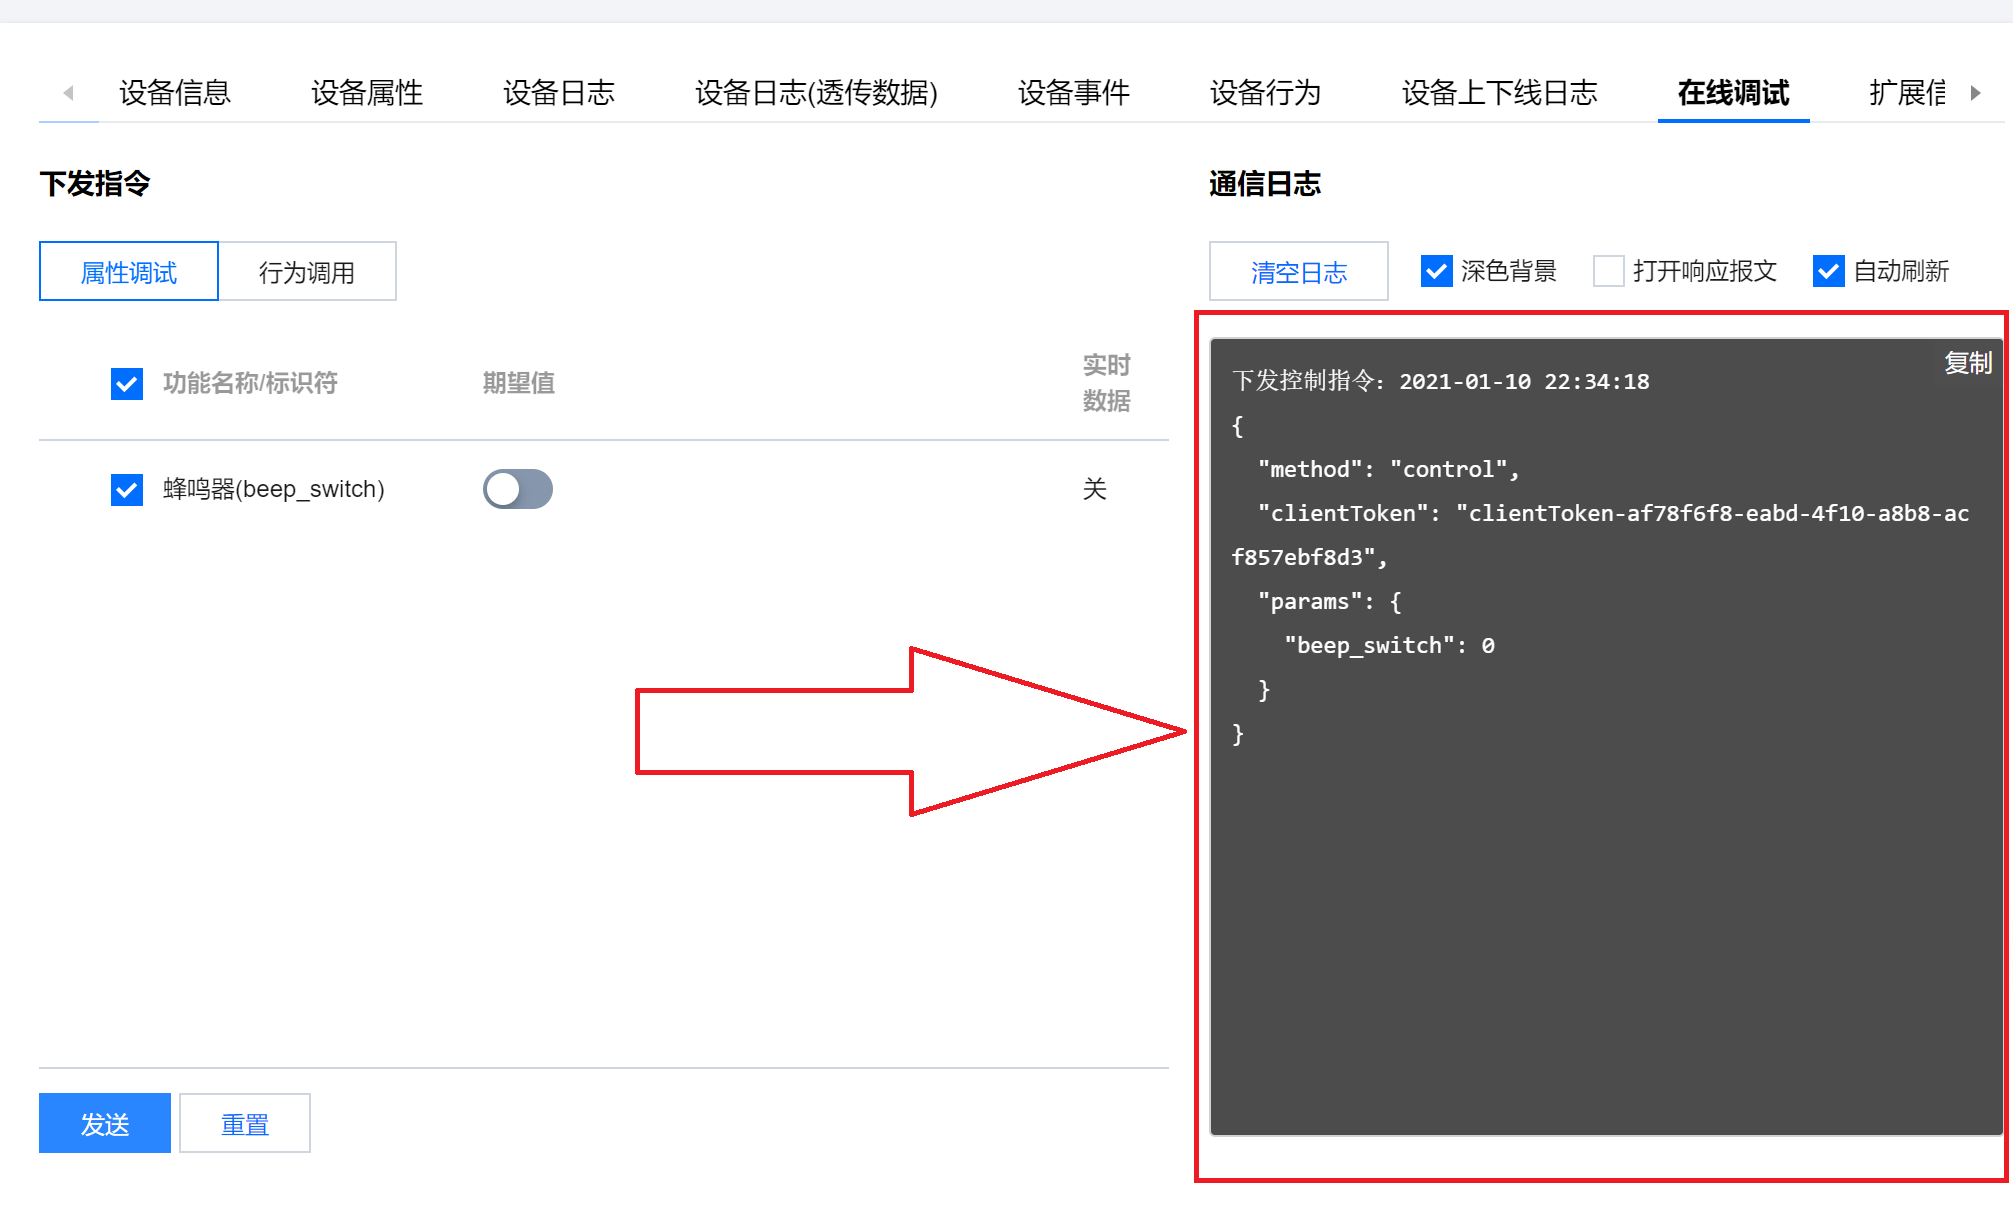 设备信息 设备属性 设备日志 设备日志(透传数据) 设备事件 设备行为 设备上下线日志 在线调试 扩展信
下发指令
属性调试 行为调用
功能名称/标识符 期望值 实时
数据
蜂鸣器(beep_switch) 关
发送 重置
通信日志
清空日志 深色背景 打开响应报文 自动刷新
复制
下发控制指令：2021-01-10 22:34:18
{
"method": "control",
"clientToken": "clientToken-af78f6f8-eabd-4f10-a8b8-ac
f857ebf8d3",
"params": {
"beep_switch": 0
}
}